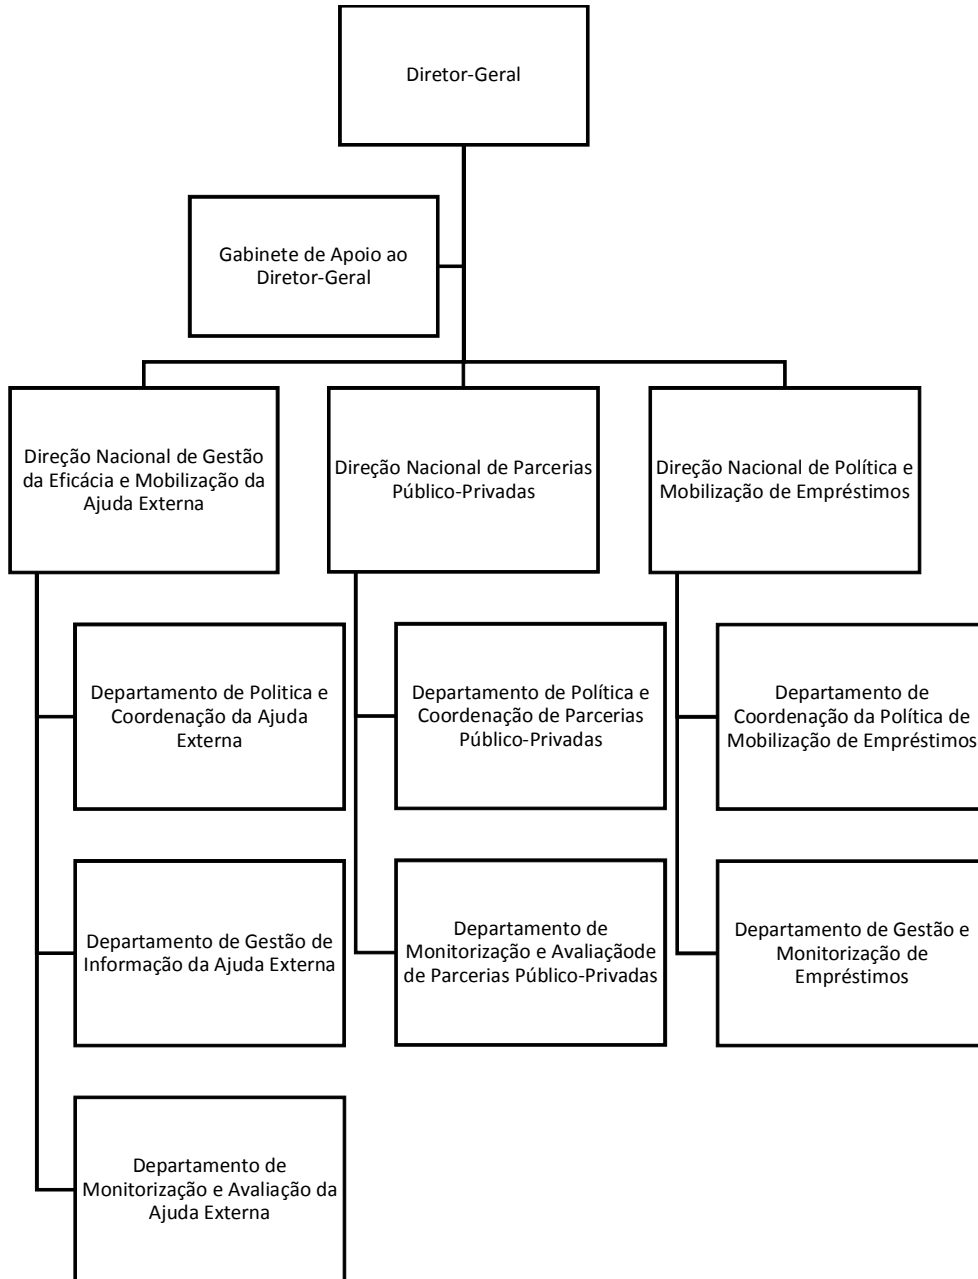 Diretor-Geral
Gabinete de Apoio ao
Diretor-Geral
Direção Nacional de Gestão
da Eficácia e Mobilização da
Ajuda Externa
Direção Nacional de Parcerias
Público-Privadas
Direção Nacional de Política e
Mobilização de Empréstimos
Departamento de Politica e
Coordenação da Ajuda
Externa
Departamento de Política e
Coordenação de Parcerias
Público-Privadas
Departamento de
Coordenação da Política de
Mobilização de Empréstimos
Departamento de Gestão de
Informação da Ajuda Externa
Departamento de
Monitorização e Avaliaçãode
de Parcerias Público-Privadas
Departamento de Gestão e
Monitorização de
Empréstimos
Departamento de
Monitorização e Avaliação da
Ajuda Externa